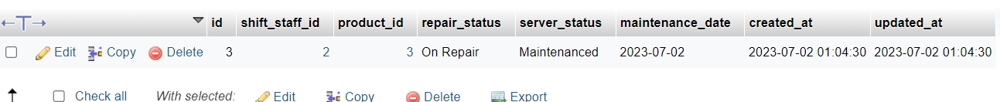 id shift_staff_id product_id repair_status server_status maintenance_date created_at updated_at
Edit Copy Delete 3 2 3 On Repair Maintenanced 2023-07-02 2023-07-02 01:04:30 2023-07-02 01:04:30
Check all With selected: Edit Copy Delete Export